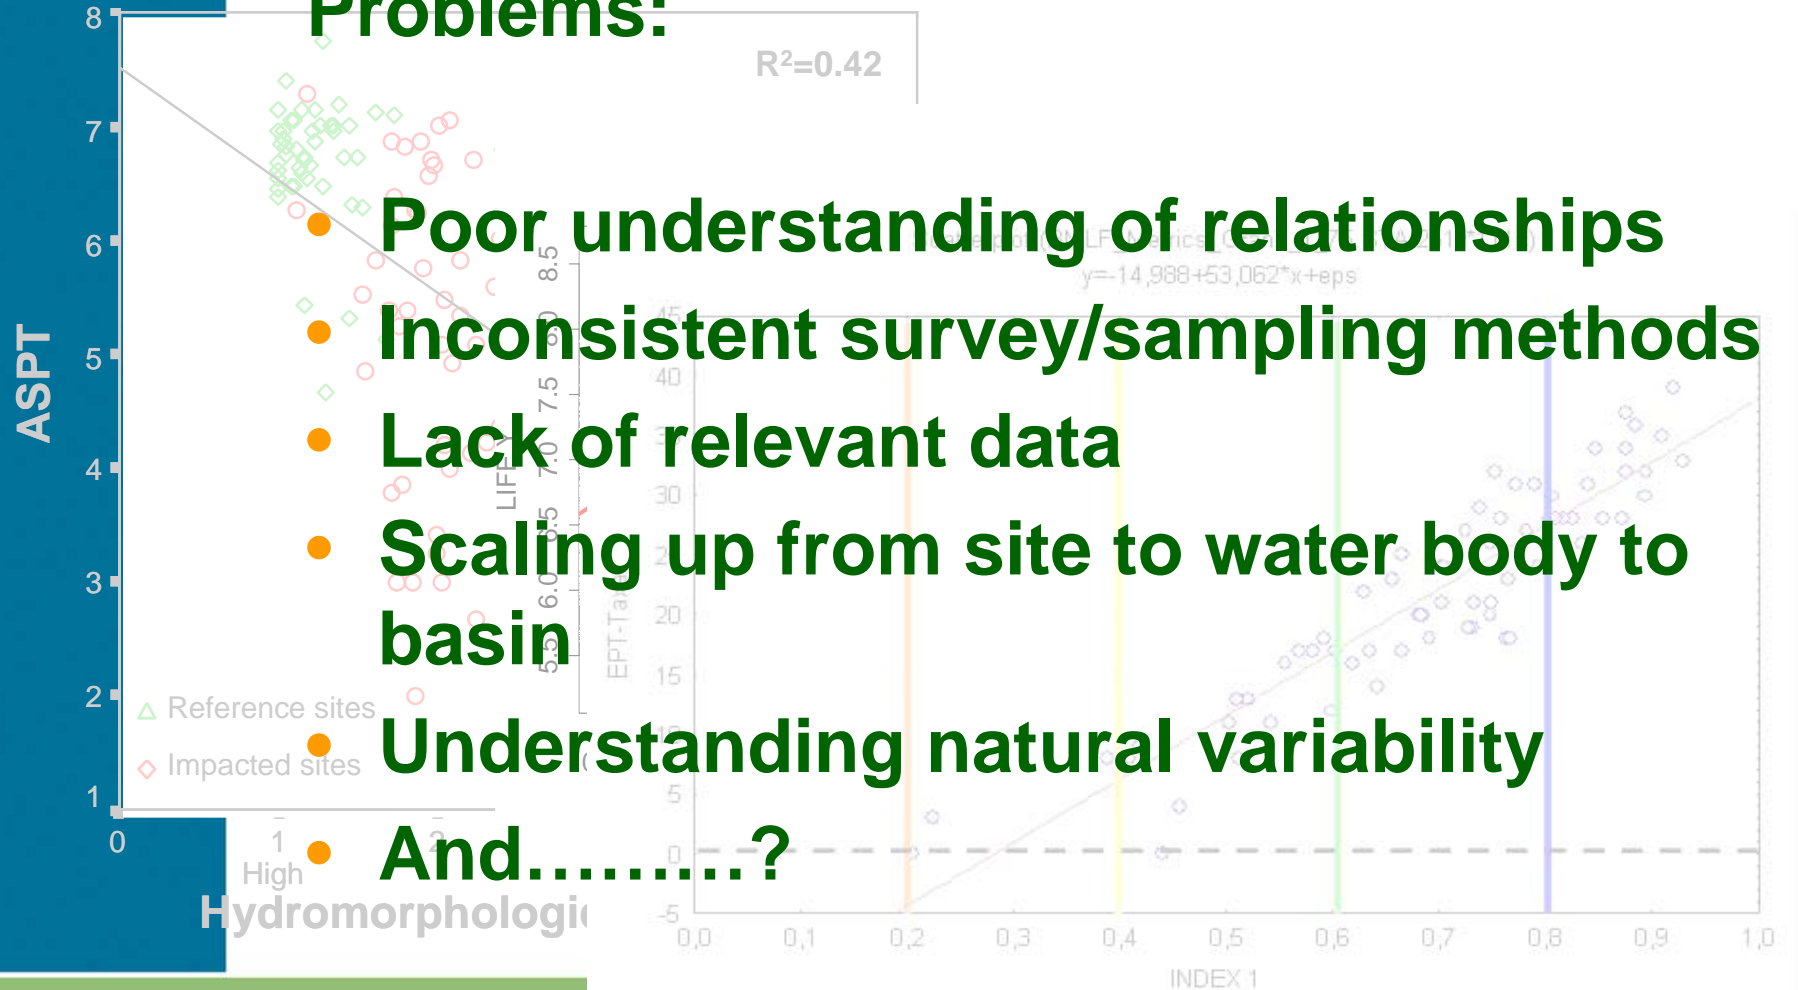 Problems:
R²=0.42
Poor understanding of relationships
Inconsistent survey/sampling methods
Lack of relevant data
Scaling up from site to water body to
basin
Understanding natural variability
And………?
8
7
6
5
4
3
2
1
ASPT
Reference sites
Impacted sites
0 1 2
High
Hydromorphologic
8.5
7.5
7.0
6.5
6.0
5.5
LIFE
y=-14,988+53,062*x+eps
45
40
30
20
15
5
0
-5
0,0 0,1 0,2 0,3 0,4 0,5 0,6 0,7 0,8 0,9 1,0
INDEX 1